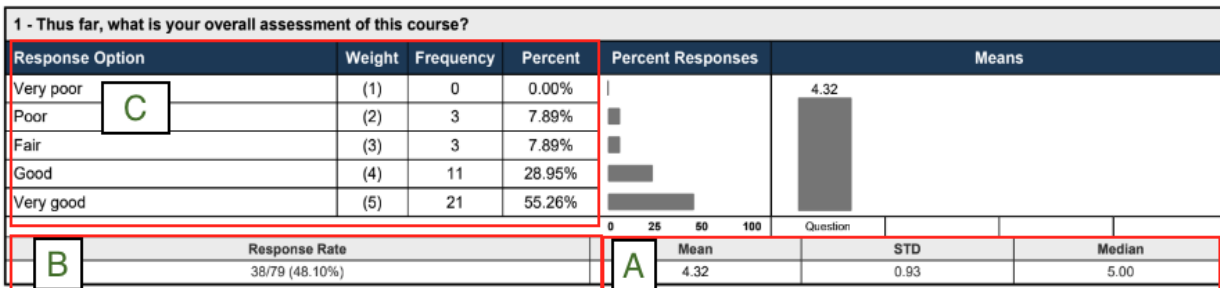 1 - Thus far, what is your overall assessment of this course?
Response Option Weight Frequency Percent Percent Responses Means
Very poor (1) 0 0.00% 4.32
C
Poor (2) 3 7.89%
Fair (3) 3 7.89%
Good (4) 11 28.95%
Very good (5) 21 55.26%
0 25 50 100 Question
Response Rate Mean STD Median
B A
38/79 (48.10%) 4.32 0.93 5.00